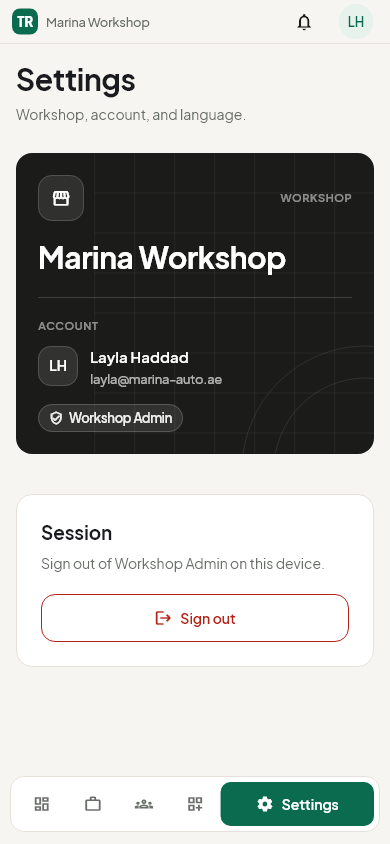 TR Marina Workshop LH
Settings
Workshop, account, and language.
WORKSHOP
Marina Workshop
ACCOUNT
LH Layla Haddad
layla@marina-auto.ae
Workshop Admin
Session
Sign out of Workshop Admin on this device.
Sign out
Settings